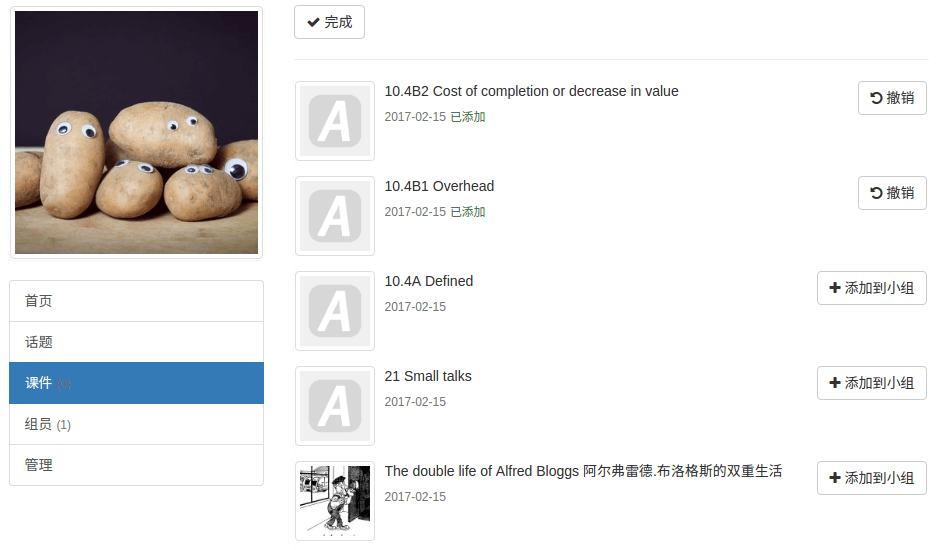 完成
10.4B2 Cost of completion or decrease in value
2017-02-15 已添加
撤销
10.4B1 Overhead
2017-02-15 已添加
撤销
10.4A Defined
2017-02-15
添加到小组
21 Small talks
2017-02-15
添加到小组
The double life of Alfred Bloggs 阿尔弗雷德.布洛格斯的双重生活
2017-02-15
添加到小组
首页
话题
课件
组员 (1)
管理